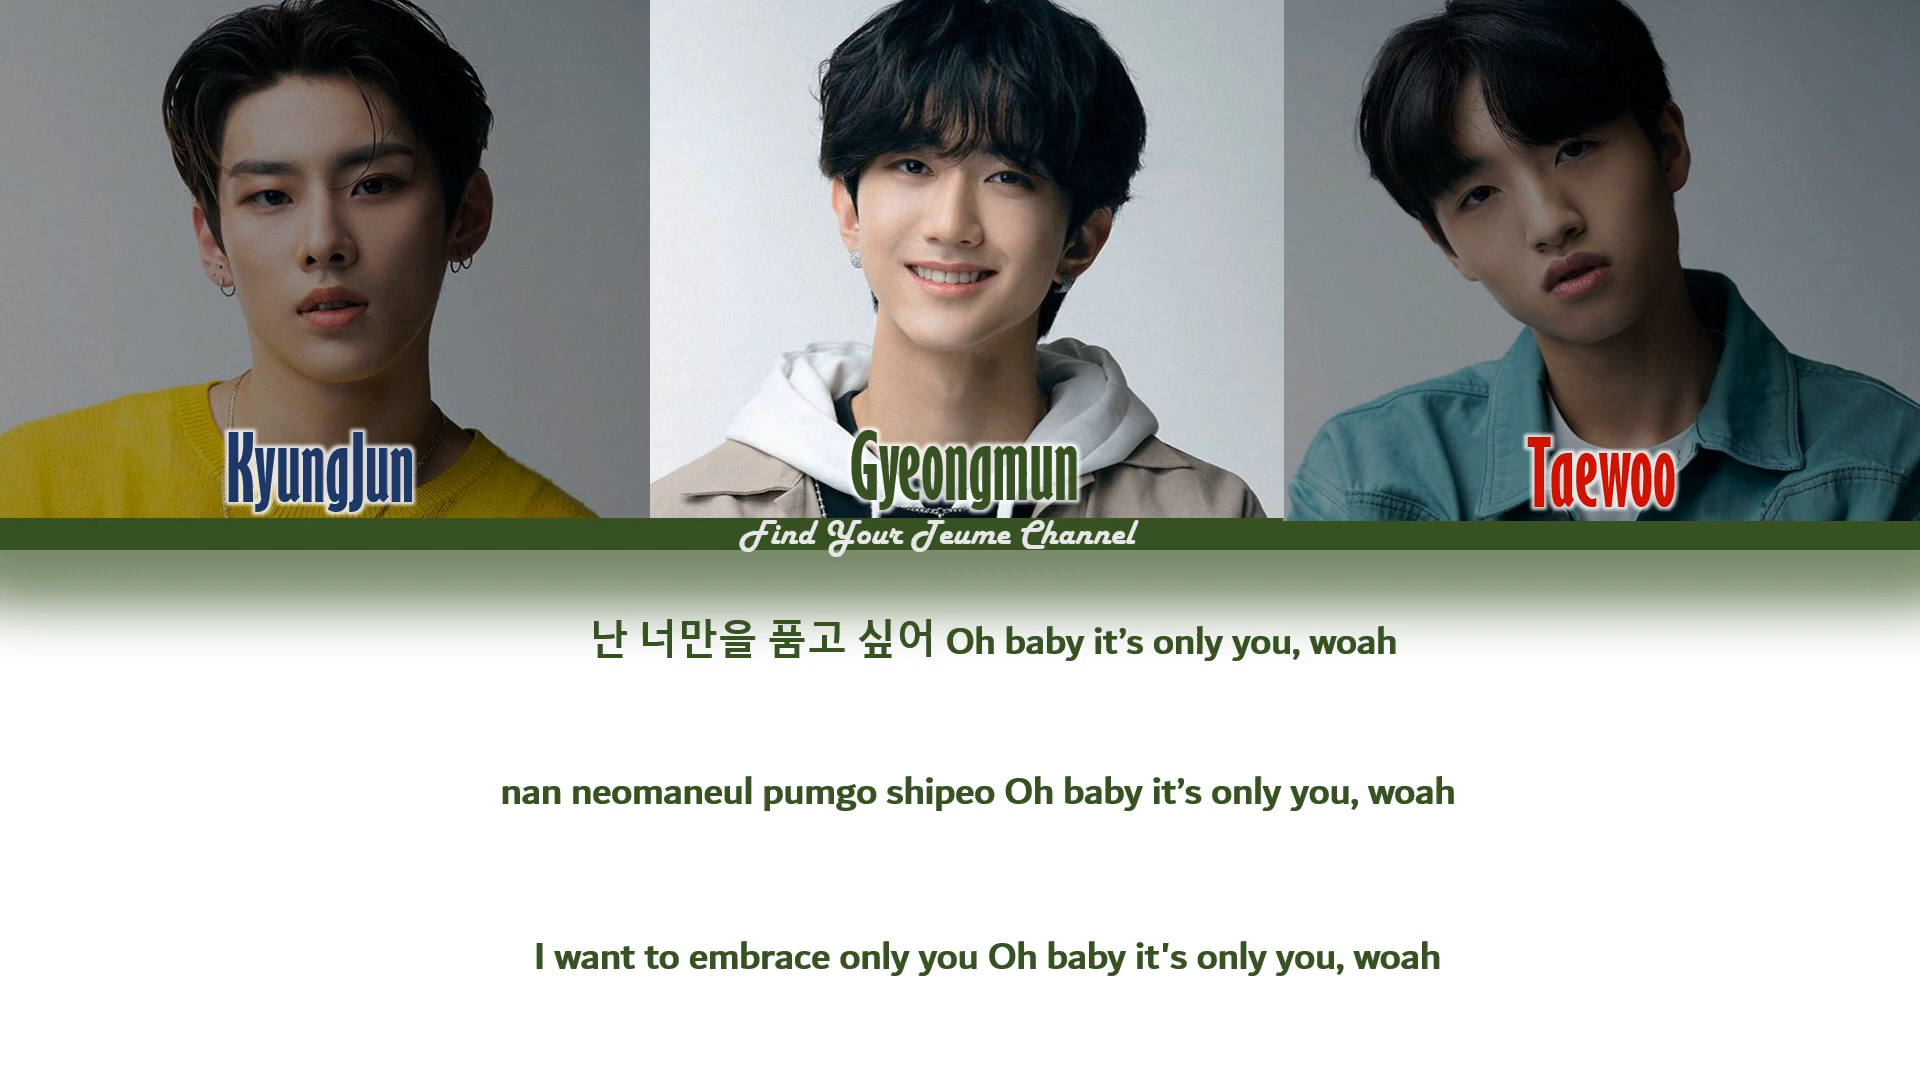 KyungJun
Gyeongmun
Taewoo
Find Your Teume Channel
난 너만을 품고 싶어 Oh baby it’s only you, woah
nan neomaneul pumgo shipeo Oh baby it’s only you, woah
I want to embrace only you Oh baby it's only you, woah